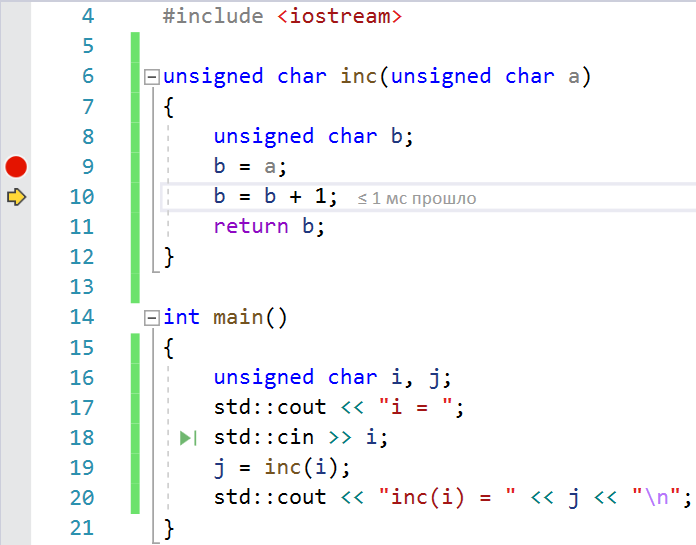 4 #include <iostream>
5
6 unsigned char inc(unsigned char a)
7 {
8 unsigned char b;
9 b = a;
10 b = b + 1; ≤ 1 мс прошло
11 return b;
12 }
13
14 int main()
15 {
16 unsigned char i, j;
17 std::cout << "i = ";
18 std::cin >> i;
19 j = inc(i);
20 std::cout << "inc(i) = " << j << "\n";
21 }